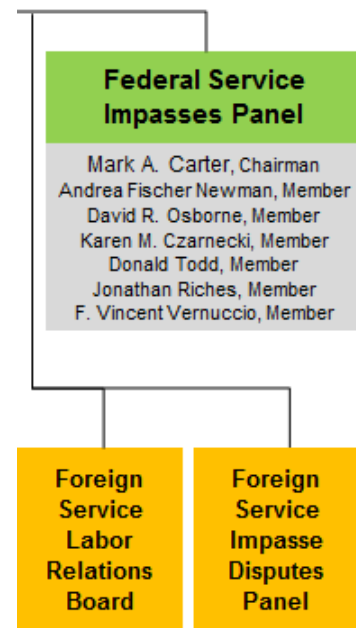 Federal Service
Impasses Panel
Mark A. Carter, Chairman
Andrea Fischer Newman, Member
David R. Osborne, Member
Karen M. Czarnecki, Member
Donald Todd, Member
Jonathan Riches, Member
F. Vincent Vernuccio, Member
Foreign
Service
Labor
Relations
Board
Foreign
Service
Impasse
Disputes
Panel